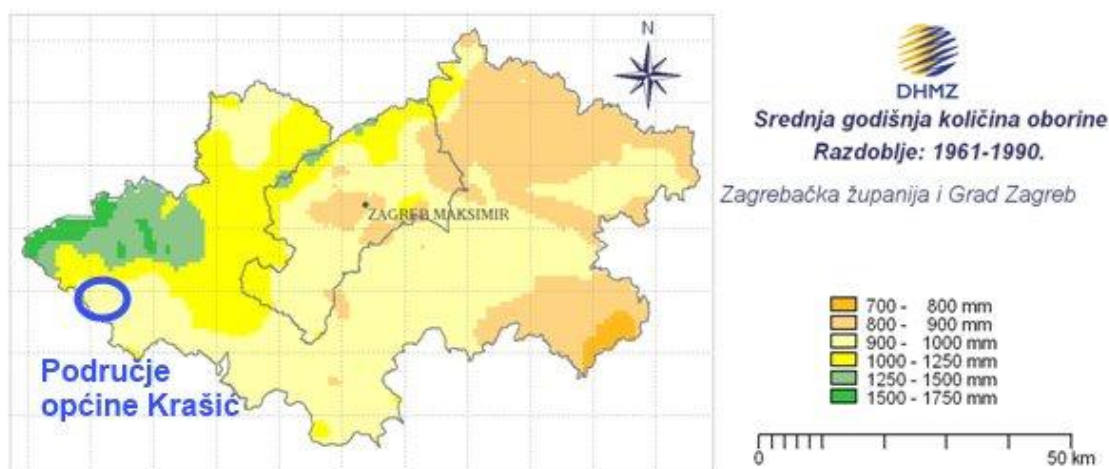 N
ZAGREB MAKSIMIR
Područje
općine Krašić
DHMZ
Srednja godišnja količina oborine
Razdoblje: 1961-1990.
Zagrebačka županija i Grad Zagreb
700 - 800 mm
800 - 900 mm
900 - 1000 mm
1000 - 1250 mm
1250 - 1500 mm
1500 - 1750 mm
0 50 km